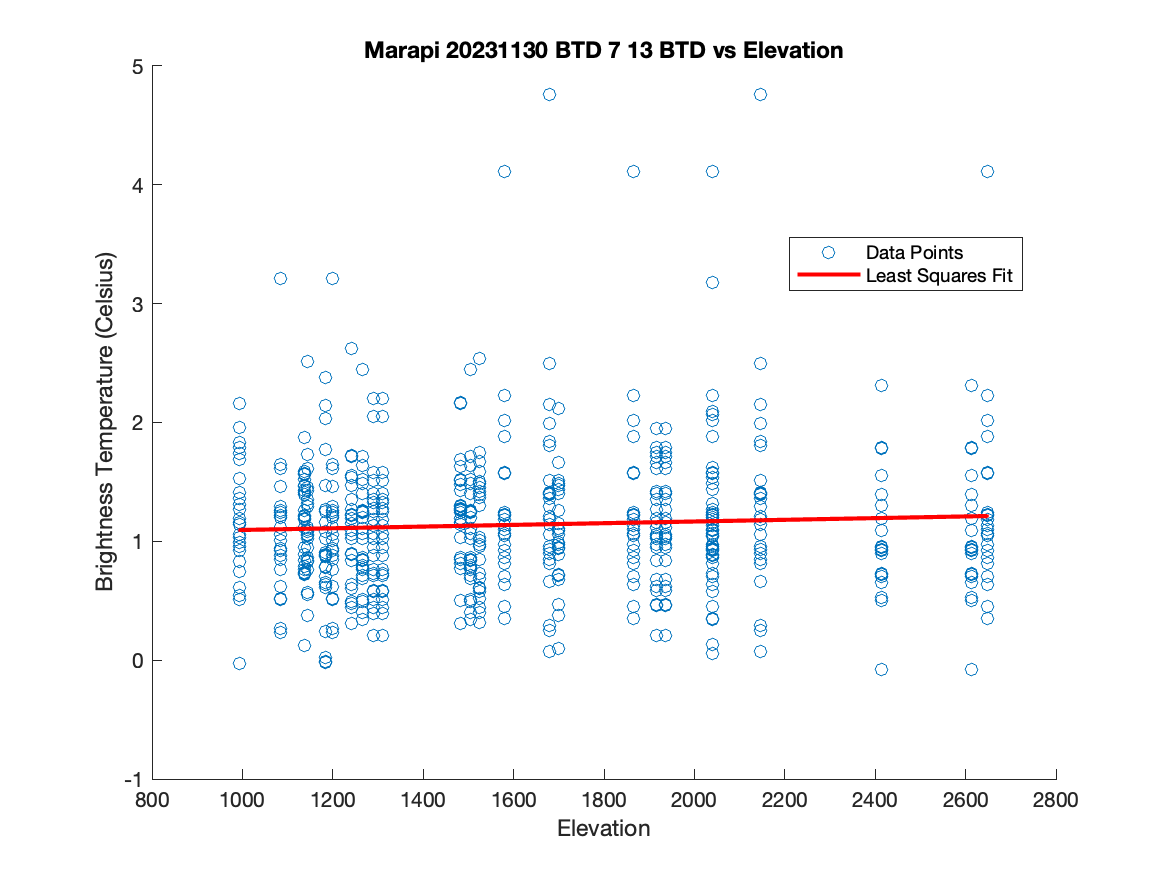 Marapi 20231130 BTD 7 13 BTD vs Elevation
5
4
3
2
1
0
-1
Brightness Temperature (Celsius)
Data Points
Least Squares Fit
800 1000 1200 1400 1600 1800 2000 2200 2400 2600 2800
Elevation